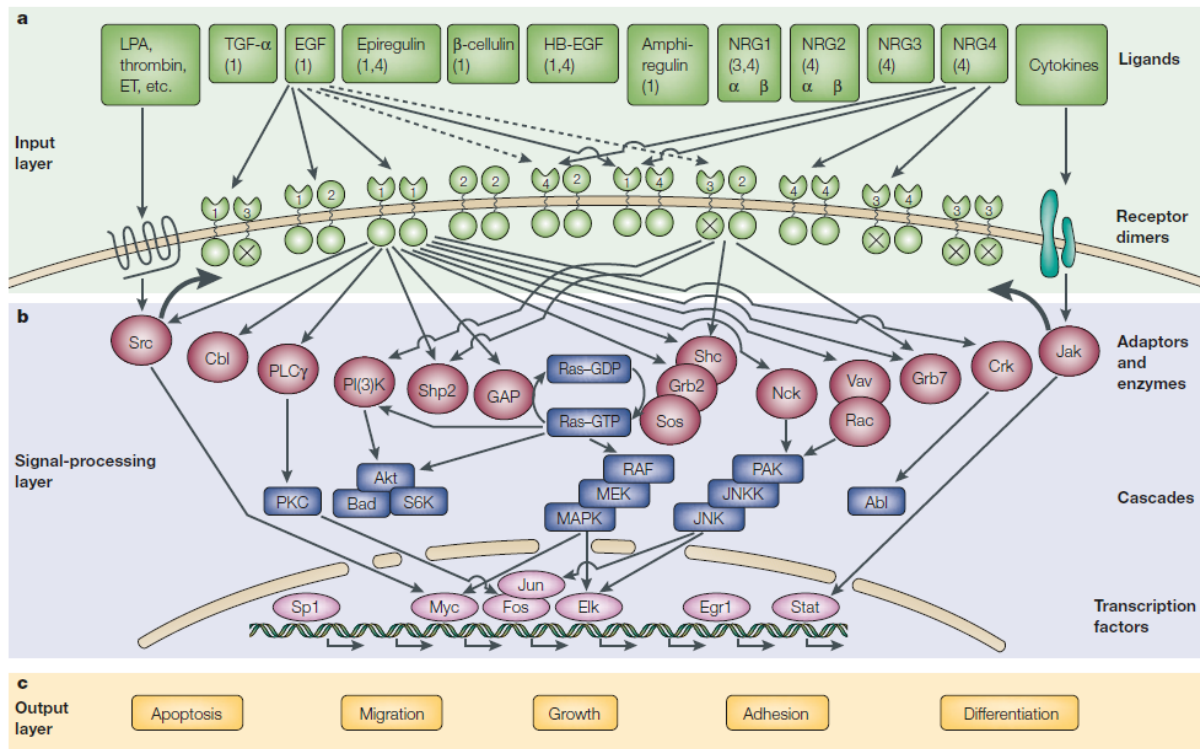 a
LPA,
thrombin,
ET, etc.
TGF-α
(1)
EGF
(1)
Epiregulin
(1,4)
β-cellulin
(1)
HB-EGF
(1,4)
Amphi-
regulin
(1)
NRG1
(3,4)
α β
NRG2
(4)
α β
NRG3
(4)
NRG4
(4)
Cytokines
Ligands
Input
layer
1 3
1 2
1 1
2 2
4 2
1 4
3 2
4 4
3 4
3 3
Receptor
dimers
b
Src
Cbl
PLCγ
PI(3)K
Shp2
GAP
Ras–GDP
Ras–GTP
Shc
Grb2
Sos
Nck
Vav
Rac
Grb7
Crk
Jak
Adaptors
and
enzymes
Signal-processing
layer
PKC
Akt
Bad
S6K
RAF
MEK
MAPK
PAK
JNKK
JNK
Abl
Cascades
Sp1
Myc
Jun
Fos
Elk
Egr1
Stat
Transcription
factors
c
Output
layer
Apoptosis
Migration
Growth
Adhesion
Differentiation